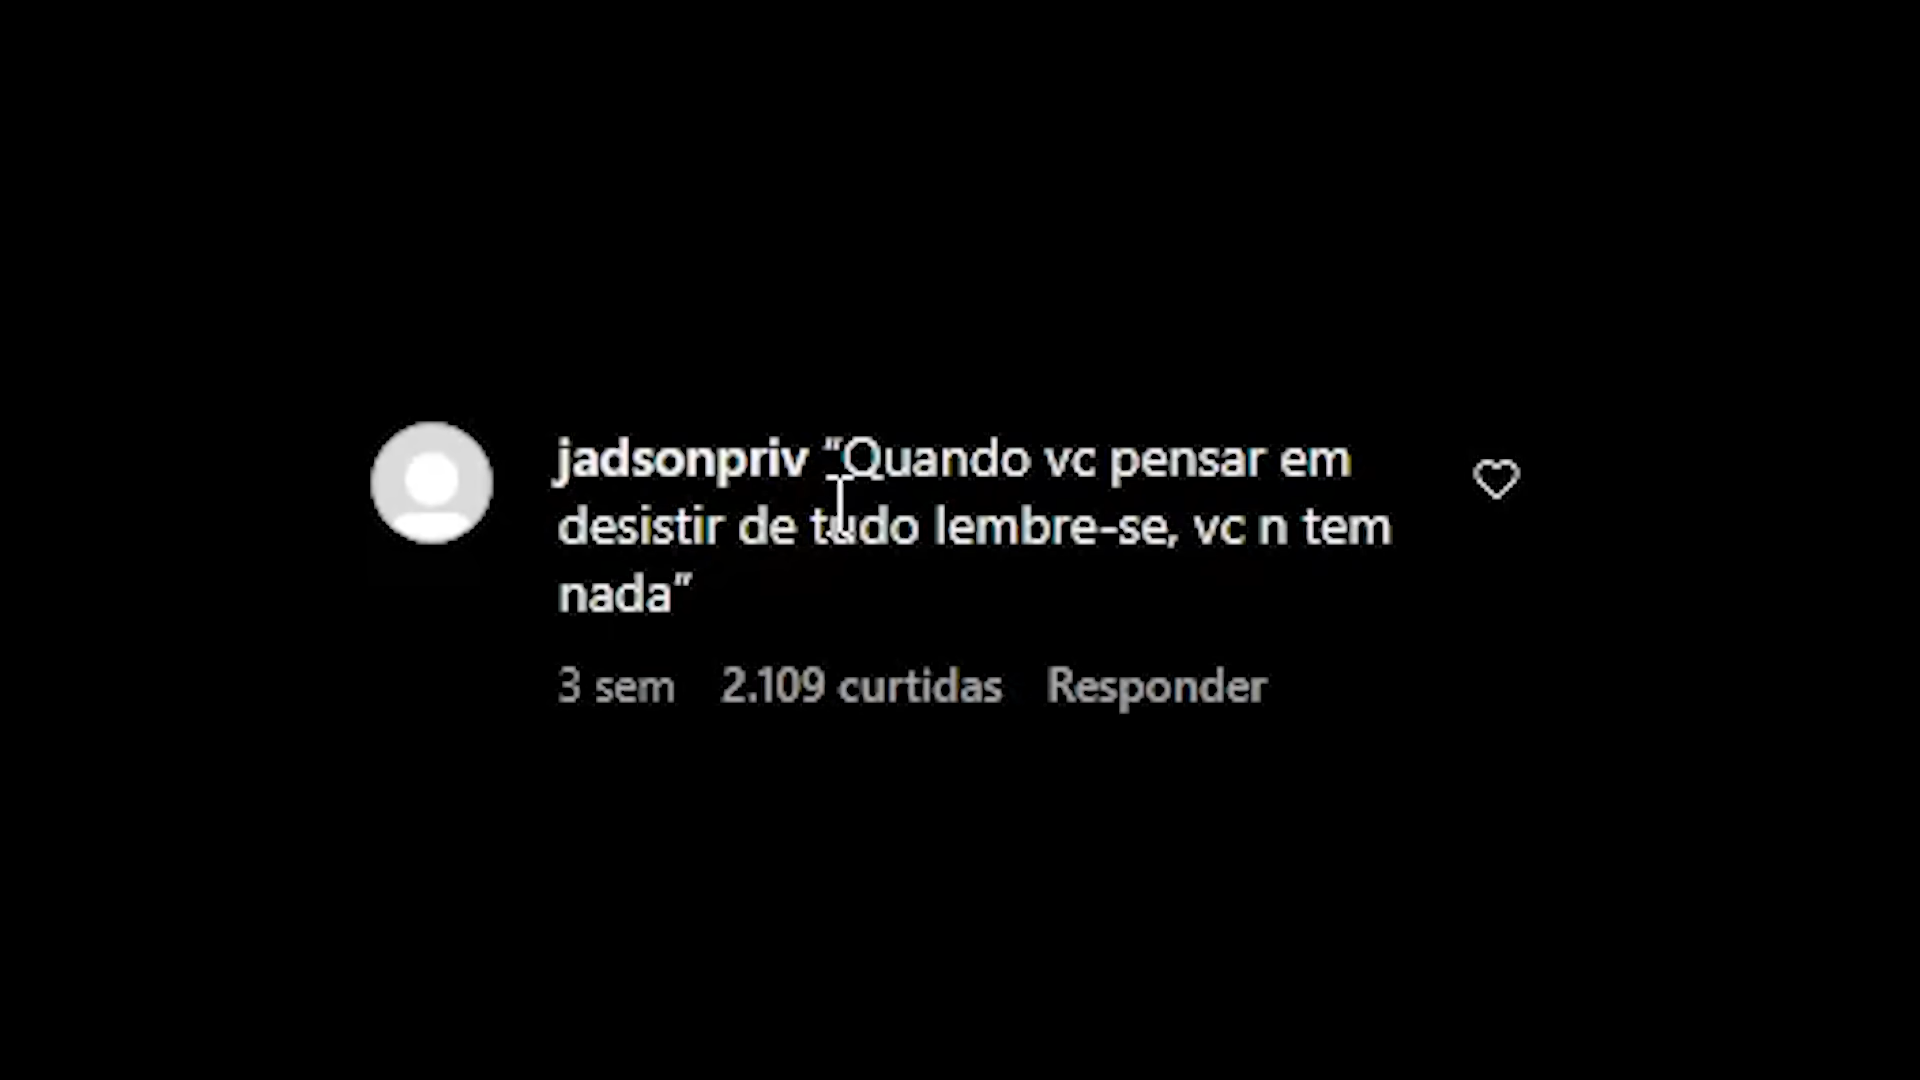 jadsonpriv “Quando vc pensar em
desistir de tudo lembre-se, vc n tem
nada”
3 sem 2.109 curtidas Responder